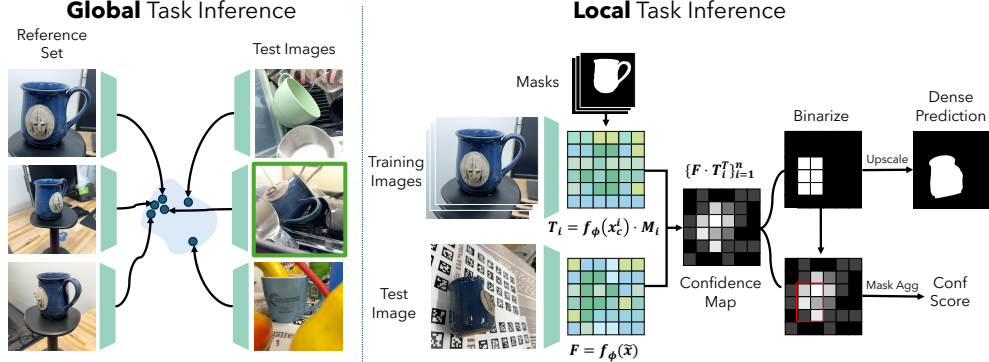 Global Task Inference
Reference
Set
Test Images
Local Task Inference
Masks
Training
Images
T_i = f_ϕ(x_c^i) · M_i
Test
Image
F = f_ϕ(x̃)
{F · T_i^T}_{i=1}^n
Confidence
Map
Binarize
Upscale
Dense
Prediction
Mask Agg
Conf
Score